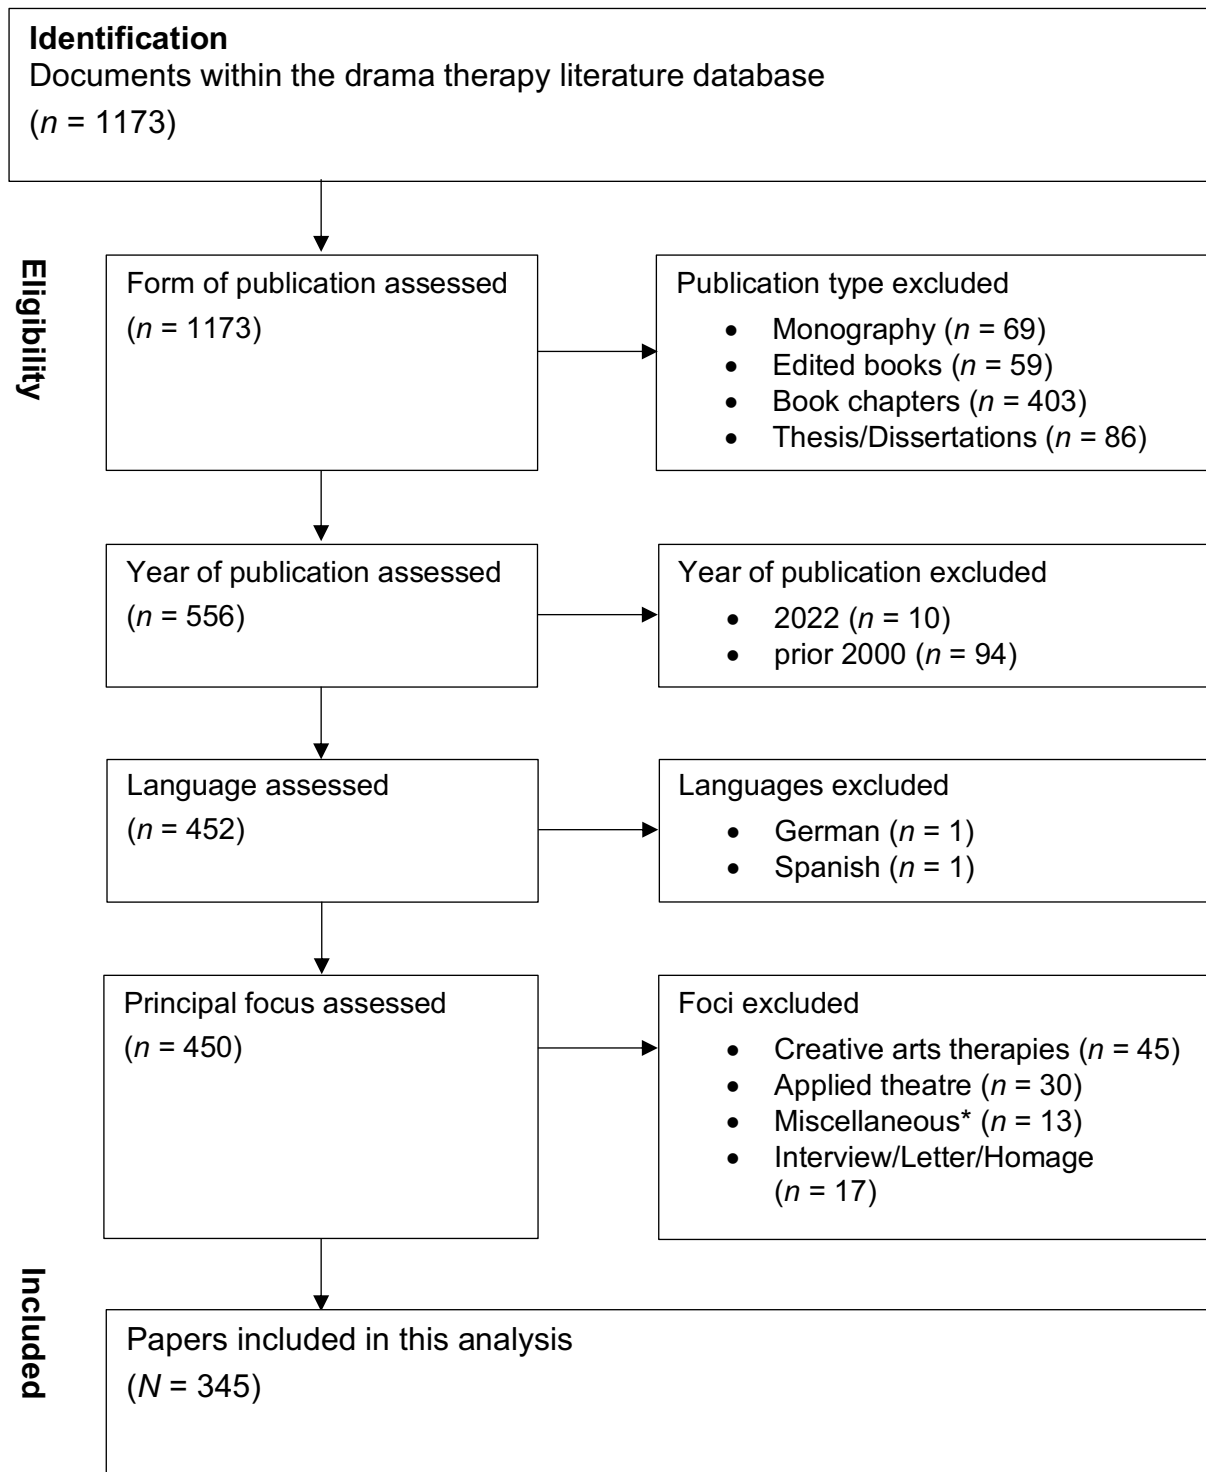 Identification
Documents within the drama therapy literature database
(n = 1173)
Eligibility
Form of publication assessed
(n = 1173)
Publication type excluded
• Monography (n = 69)
• Edited books (n = 59)
• Book chapters (n = 403)
• Thesis/Dissertations (n = 86)
Year of publication assessed
(n = 556)
Year of publication excluded
• 2022 (n = 10)
• prior 2000 (n = 94)
Language assessed
(n = 452)
Languages excluded
• German (n = 1)
• Spanish (n = 1)
Principal focus assessed
(n = 450)
Foci excluded
• Creative arts therapies (n = 45)
• Applied theatre (n = 30)
• Miscellaneous* (n = 13)
• Interview/Letter/Homage
(n = 17)
Included
Papers included in this analysis
(N = 345)